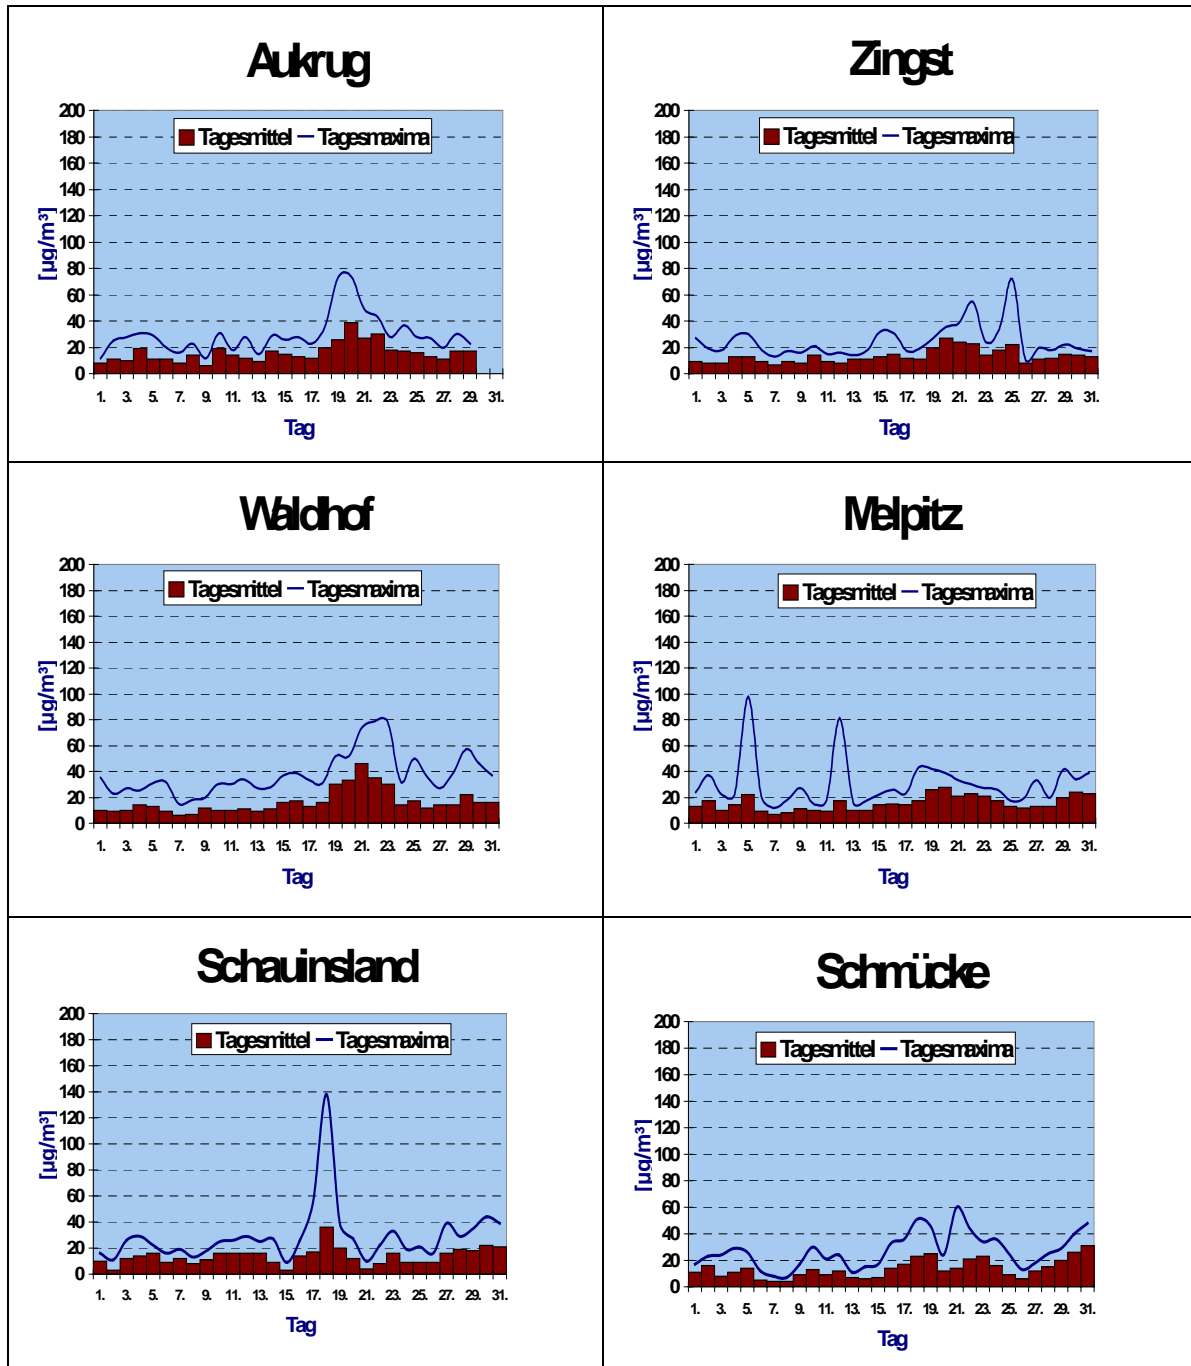 Aukrug
Tagesmittel Tagesmaxima
200
180
160
140
120
100
80
60
40
20
0
[µg/m³]
1. 3. 5. 7. 9. 11. 13. 15. 17. 19. 21. 23. 25. 27. 29. 31.
Tag
Zingst
Tagesmittel Tagesmaxima
200
180
160
140
120
100
80
60
40
20
0
[µg/m³]
1. 3. 5. 7. 9. 11. 13. 15. 17. 19. 21. 23. 25. 27. 29. 31.
Tag
Waldhof
Tagesmittel Tagesmaxima
200
180
160
140
120
100
80
60
40
20
0
[µg/m³]
1. 3. 5. 7. 9. 11. 13. 15. 17. 19. 21. 23. 25. 27. 29. 31.
Tag
Melpitz
Tagesmittel Tagesmaxima
200
180
160
140
120
100
80
60
40
20
0
[µg/m³]
1. 3. 5. 7. 9. 11. 13. 15. 17. 19. 21. 23. 25. 27. 29. 31.
Tag
Schauinsland
Tagesmittel Tagesmaxima
200
180
160
140
120
100
80
60
40
20
0
[µg/m³]
1. 3. 5. 7. 9. 11. 13. 15. 17. 19. 21. 23. 25. 27. 29. 31.
Tag
Schmücke
Tagesmittel Tagesmaxima
200
180
160
140
120
100
80
60
40
20
0
[µg/m³]
1. 3. 5. 7. 9. 11. 13. 15. 17. 19. 21. 23. 25. 27. 29. 31.
Tag